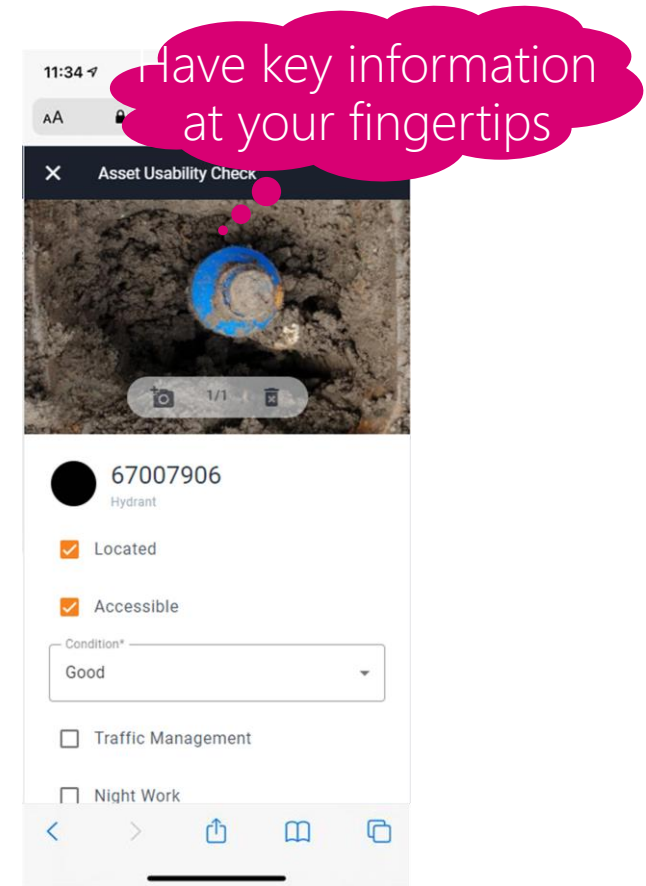 11:34
Have key information
at your fingertips
AA
Asset Usability Check
1/1
67007906
Hydrant
Located
Accessible
Condition*
Good
Traffic Management
Night Work